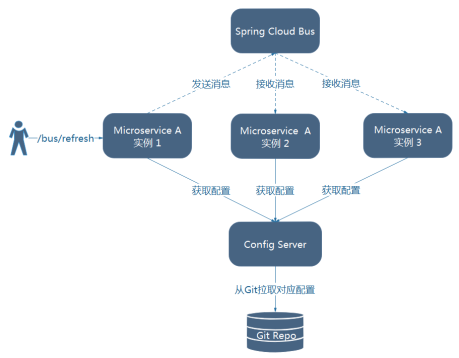 Spring Cloud Bus
发送消息
接收消息
接收消息
/bus/refresh
Microservice A
实例 1
Microservice A
实例 2
Microservice A
实例 3
获取配置
获取配置
获取配置
Config Server
从Git拉取对应配置
Git Repo